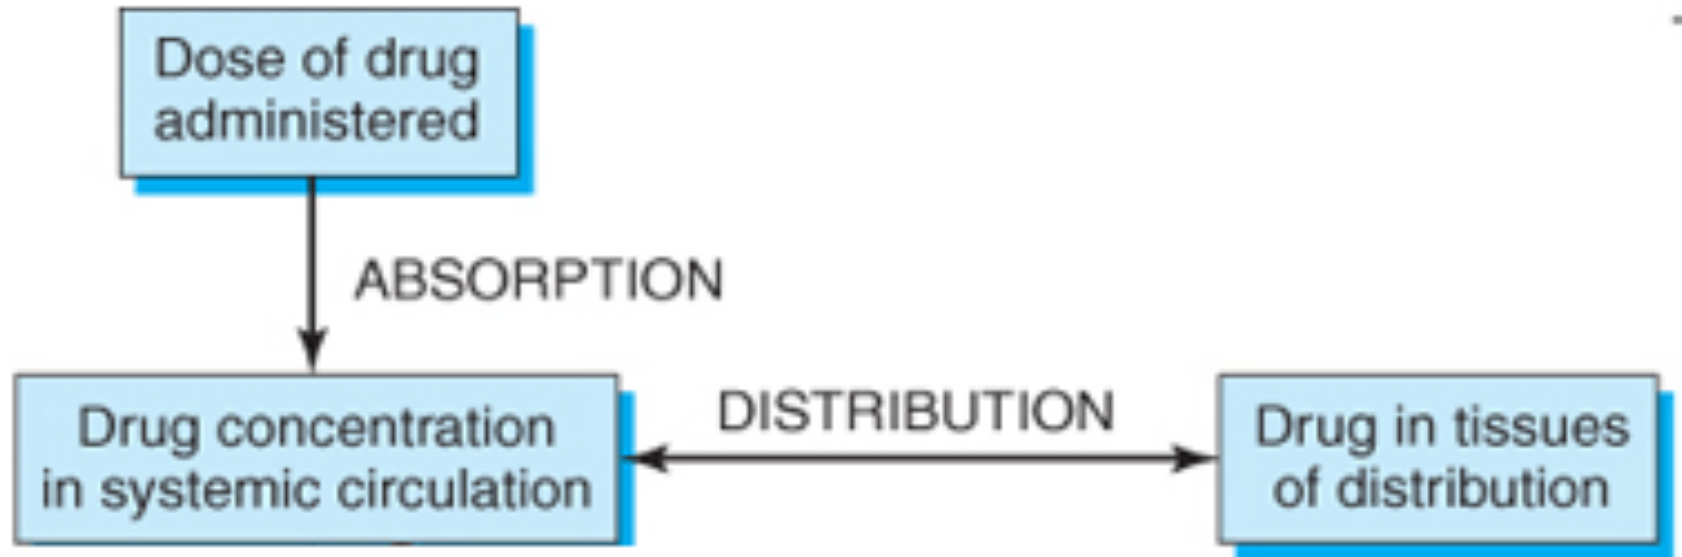 Dose of drug
administered
ABSORPTION
Drug concentration
in systemic circulation
DISTRIBUTION
Drug in tissues
of distribution